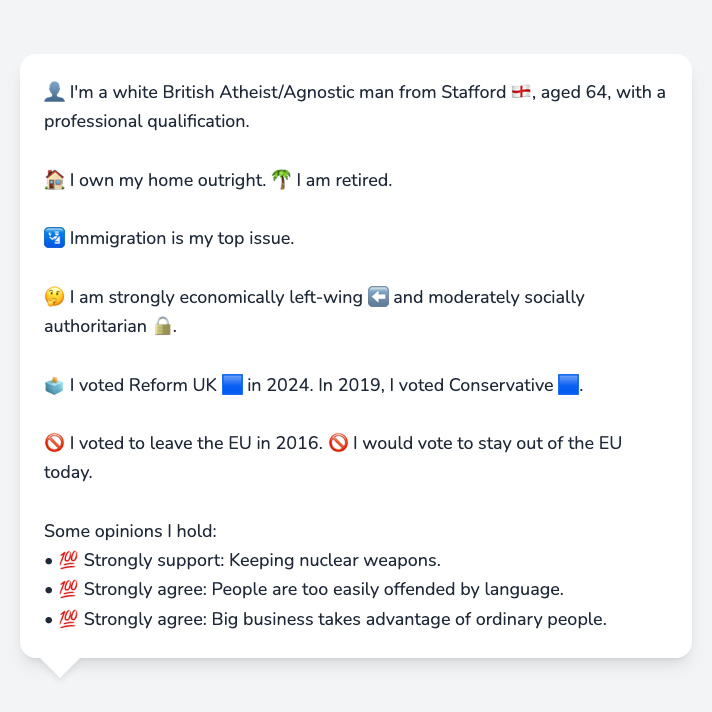 👤 I'm a white British Atheist/Agnostic man from Stafford 🏴󠁧󠁢󠁥󠁮󠁧󠁿, aged 64, with a
professional qualification.
🏠 I own my home outright. 🌴 I am retired.
🛂 Immigration is my top issue.
🤔 I am strongly economically left-wing ⬅️ and moderately socially
authoritarian 🔒.
🗳️ I voted Reform UK 🟦 in 2024. In 2019, I voted Conservative 🟦.
🚫 I voted to leave the EU in 2016. 🚫 I would vote to stay out of the EU
today.
Some opinions I hold:
• 💯 Strongly support: Keeping nuclear weapons.
• 💯 Strongly agree: People are too easily offended by language.
• 💯 Strongly agree: Big business takes advantage of ordinary people.